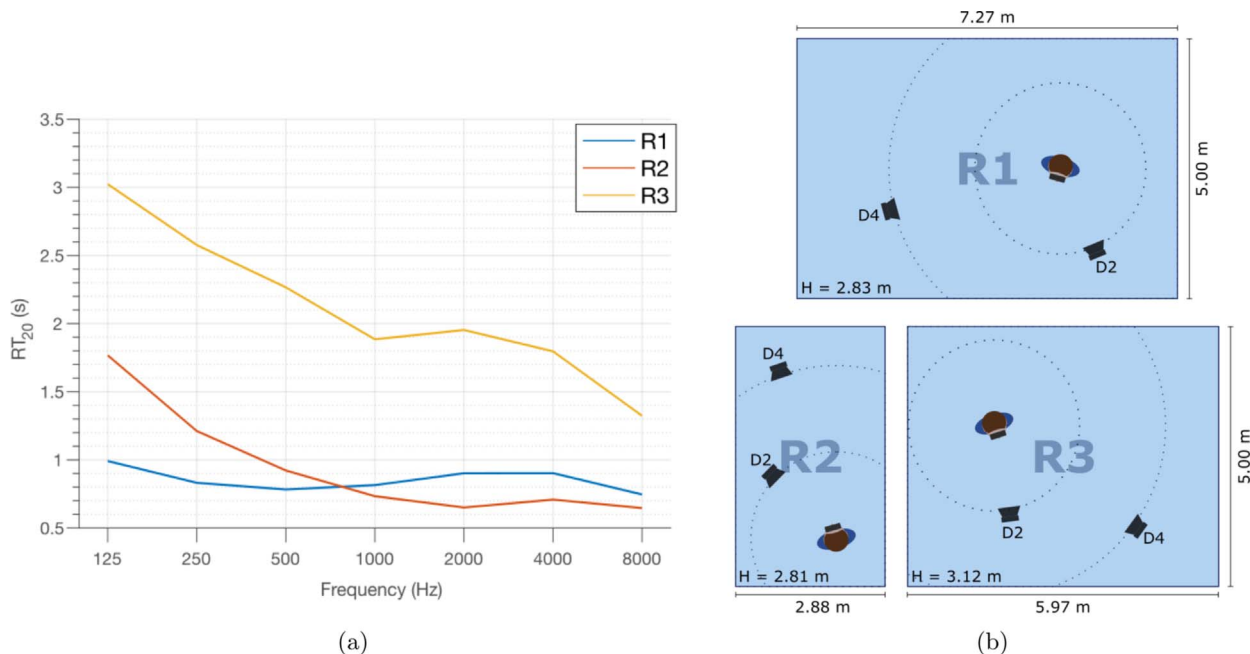 3.5
3
2.5
2
1.5
1
0.5
RT20 (s)
125 250 500 1000 2000 4000 8000
Frequency (Hz)
R1
R2
R3
(a)
7.27 m
5.00 m
R1
D4
D2
H = 2.83 m
D4
R2
D2
H = 2.81 m
2.88 m
R3
D2
D4
H = 3.12 m
5.97 m
5.00 m
(b)